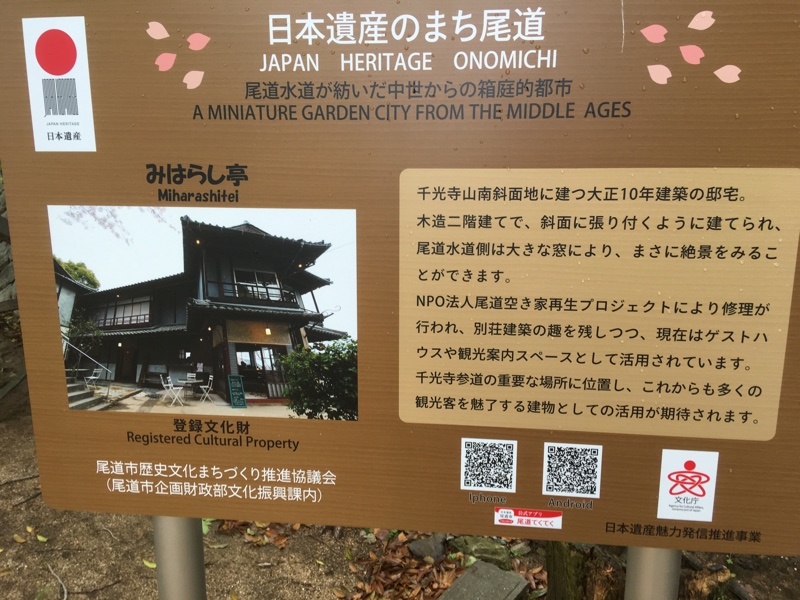 日本遺産のまち尾道
JAPAN HERITAGE ONOMICHI
尾道水道が紡いだ中世からの箱庭的都市
A MINIATURE GARDEN CITY FROM THE MIDDLE AGES
JAPAN HERITAGE
日本遺産
みはらし亭
Miharashitei
千光寺山南斜面地に建つ大正10年建築の邸宅。
木造二階建てで、斜面に張り付くように建てられ、
尾道水道側は大きな窓により、まさに絶景をみるこ
とができます。
NPO法人尾道空き家再生プロジェクトにより修理が
行われ、別荘建築の趣を残しつつ、現在はゲストハ
ウスや観光案内スペースとして活用されています。
千光寺参道の重要な場所に位置し、これからも多くの
観光客を魅了する建物としての活用が期待されます。
登録文化財
Registered Cultural Property
尾道市歴史文化まちづくり推進協議会
（尾道市企画財政部文化振興課内）
Iphone
Android
公式アプリ
尾道てくてく
文化庁
日本遺産魅力発信推進事業